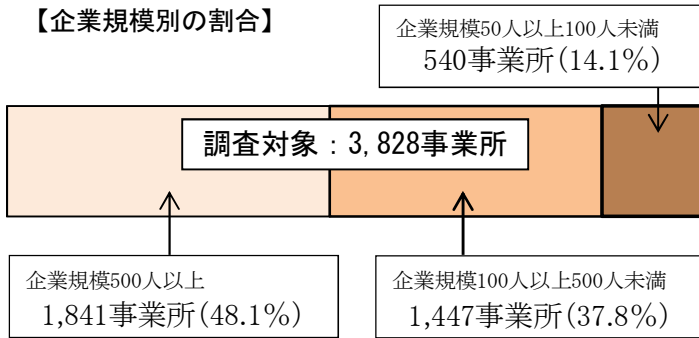 【企業規模別の割合】
企業規模50人以上100人未満
540事業所(14.1%)
調査対象：3,828事業所
企業規模500人以上
1,841事業所(48.1%)
企業規模100人以上500人未満
1,447事業所(37.8%)